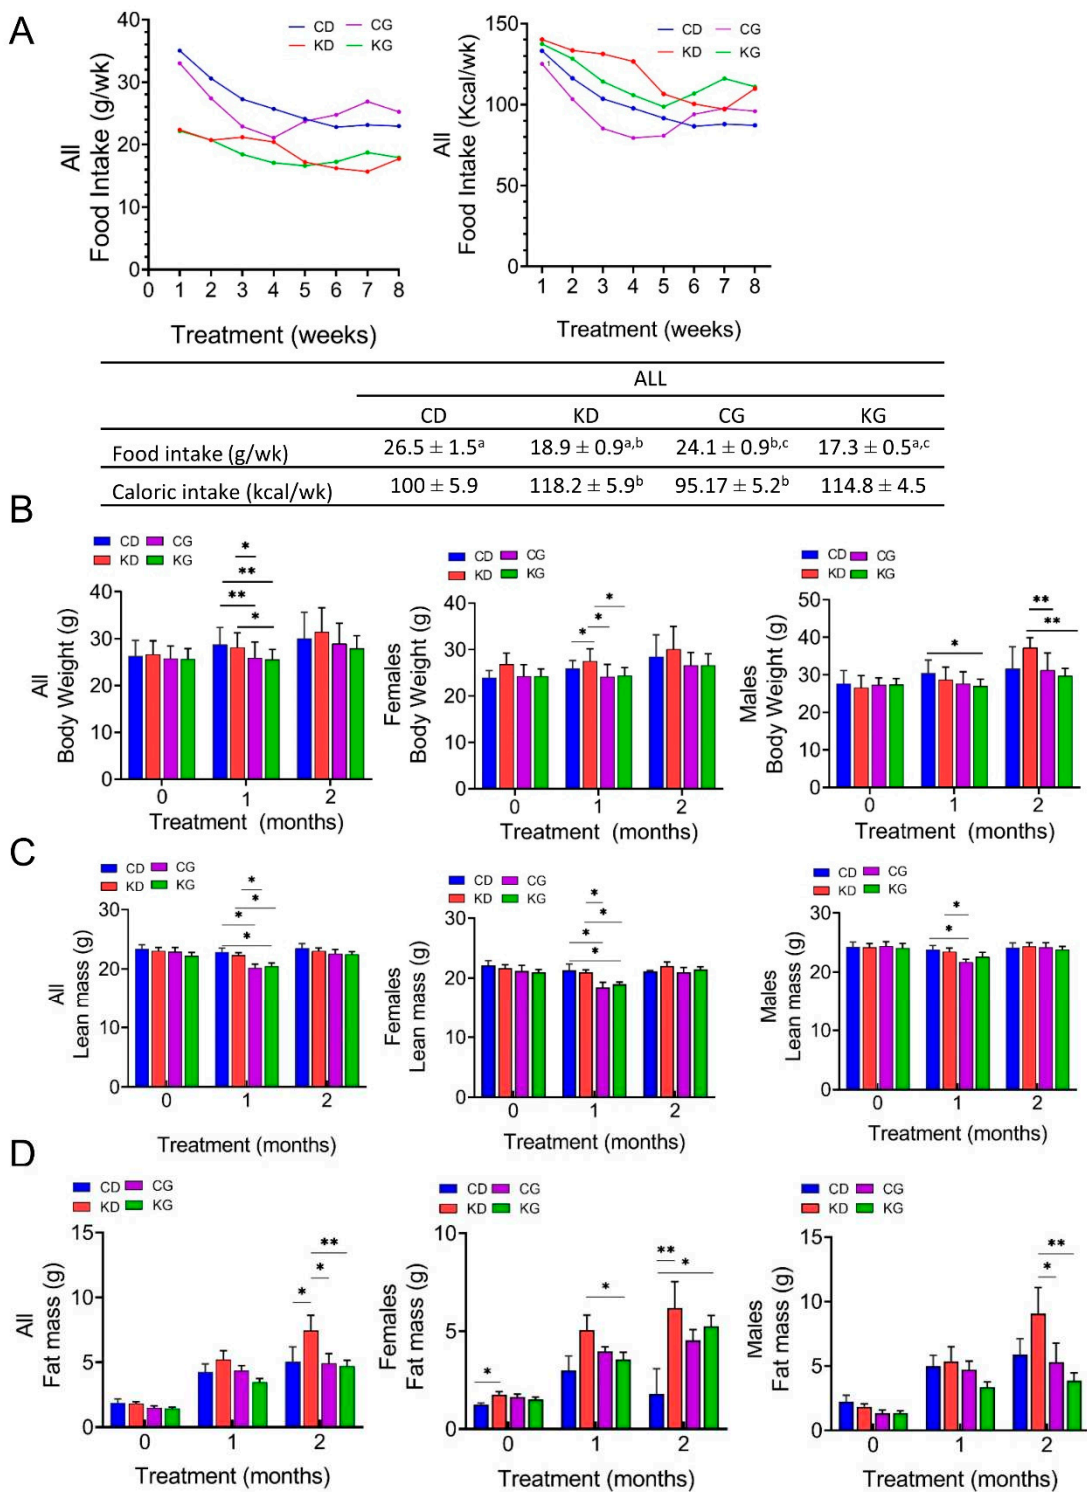 A
CD CG
KD KG
All
Food Intake (g/wk)
40
30
20
10
0
0 1 2 3 4 5 6 7 8
Treatment (weeks)
CD CG
KD KG
All
Food Intake (Kcal/wk)
150
100
50
0
1
1 2 3 4 5 6 7 8
Treatment (weeks)
ALL
CD KD CG KG
Food intake (g/wk) 26.5 ± 1.5a 18.9 ± 0.9a,b 24.1 ± 0.9b,c 17.3 ± 0.5a,c
Caloric intake (kcal/wk) 100 ± 5.9 118.2 ± 5.9b 95.17 ± 5.2b 114.8 ± 4.5
B
CD CG
KD KG
*
**
**
*
All
Body Weight (g)
40
30
20
10
0
0 1 2
Treatment (months)
CD CG
KD KG
*
* *
Females
Body Weight (g)
40
30
20
10
0
0 1 2
Treatment (months)
CD CG
KD KG
**
**
*
Males
Body Weight (g)
50
40
30
20
10
0
0 1 2
Treatment (months)
C
CD CG
KD KG
*
*
*
*
All
Lean mass (g)
30
20
10
0
0 1 2
Treatment (months)
CD CG
KD KG
*
*
*
*
Females
Lean mass (g)
30
20
10
0
0 1 2
Treatment (months)
CD CG
KD KG
*
*
Males
Lean mass (g)
30
20
10
0
0 1 2
Treatment (months)
D
CD CG
KD KG
**
*
*
All
Fat mass (g)
15
10
5
0
0 1 2
Treatment (months)
CD CG
KD KG
**
*
*
*
Females
Fat mass (g)
10
5
0
0 1 2
Treatment (months)
CD CG
KD KG
**
*
Males
Fat mass (g)
15
10
5
0
0 1 2
Treatment (months)